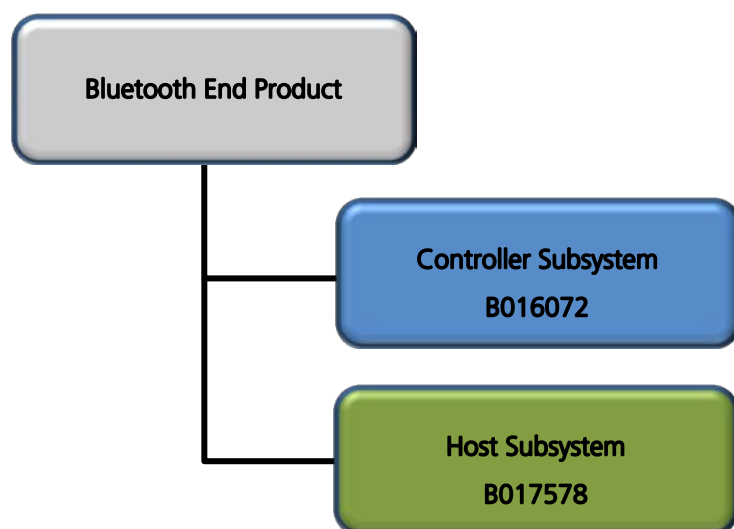 Bluetooth End Product
Controller Subsystem
B016072
Host Subsystem
B017578